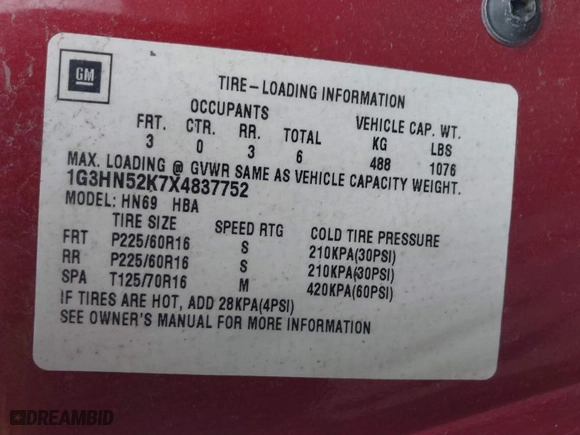 GM
TIRE-LOADING INFORMATION
OCCUPANTS VEHICLE CAP. WT.
FRT. CTR. RR. TOTAL KG LBS
3 0 3 6 488 1076
MAX. LOADING @ GVWR SAME AS VEHICLE CAPACITY WEIGHT.
1G3HN52K7X4837752
MODEL: HN69 HBA
TIRE SIZE SPEED RTG COLD TIRE PRESSURE
FRT P225/60R16 S 210KPA(30PSI)
RR P225/60R16 S 210KPA(30PSI)
SPA T125/70R16 M 420KPA(60PSI)
IF TIRES ARE HOT, ADD 28KPA(4PSI)
SEE OWNER'S MANUAL FOR MORE INFORMATION
DREAMBID